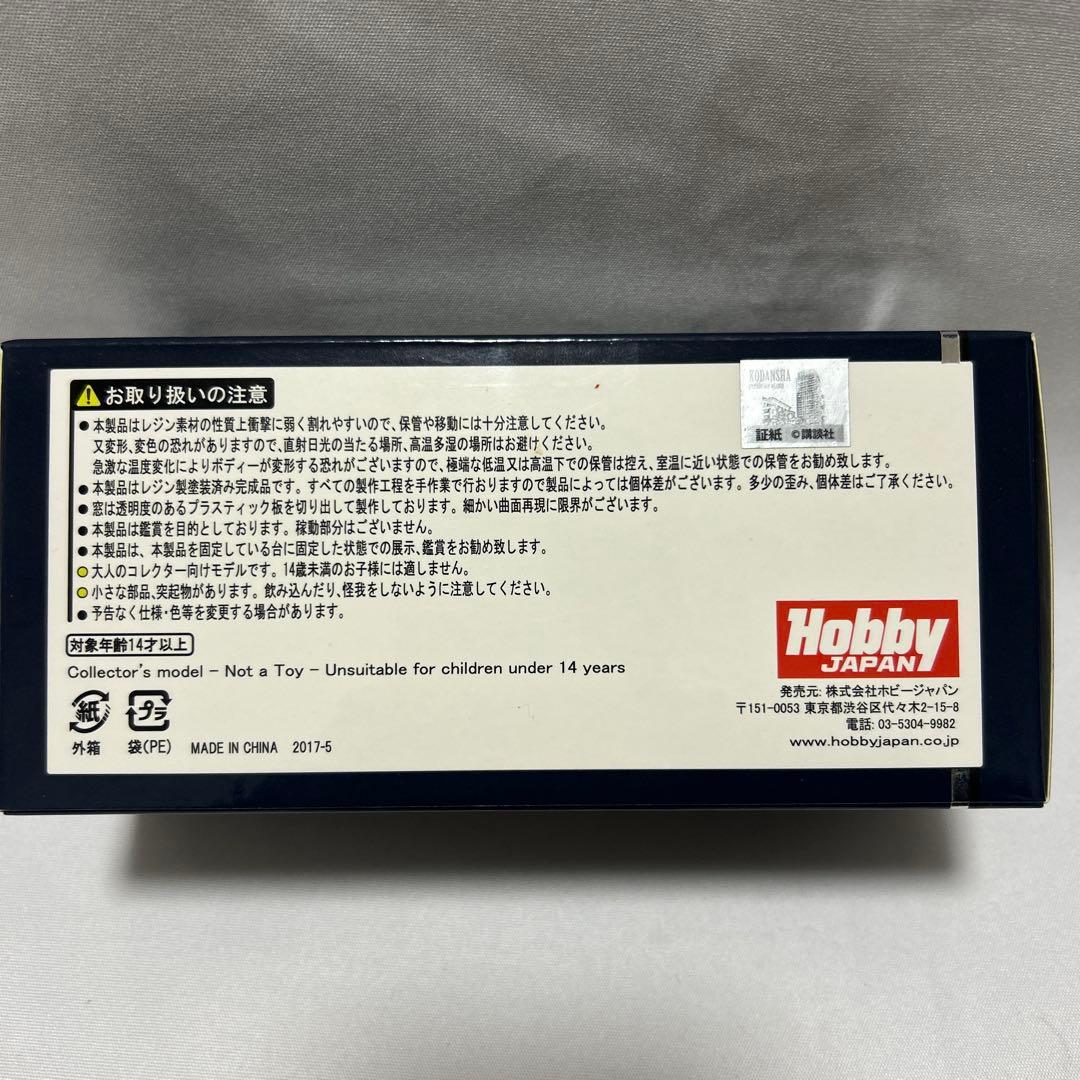 お取り扱いの注意
KODANSHA
証紙 ©講談社
● 本製品はレジン素材の性質上衝撃に弱く割れやすいので、保管や移動には十分注意してください。
又変形、変色の恐れがありますので、直射日光の当たる場所、高温多湿の場所はお避けください。
急激な温度変化によりボディーが変形する恐れがございますので、極端な低温又は高温下での保管は控え、室温に近い状態での保管をお勧め致します。
● 本製品はレジン製塗装済み完成品です。すべての製作工程を手作業で行おりますので製品によっては個体差がございます。多少の歪み、個体差はご了承ください。
● 窓は透明度のあるプラスティック板を切り出して製作しております。細かい曲面再現に限界がございます。
● 本製品は鑑賞を目的としております。稼動部分はございません。
● 本製品は、本製品を固定している台に固定した状態での展示、鑑賞をお勧め致します。
● 大人のコレクター向けモデルです。14歳未満のお子様には適しません。
● 小さな部品、突起物があります。飲み込んだり、怪我をしないように注意してください。
● 予告なく仕様・色等を変更する場合があります。
対象年齢14才以上
Collector's model – Not a Toy – Unsuitable for children under 14 years
紙 プラ
外箱 袋(PE) MADE IN CHINA 2017-5
Hobby
JAPAN
発売元: 株式会社ホビージャパン
〒151-0053 東京都渋谷区代々木2-15-8
電話: 03-5304-9982
www.hobbyjapan.co.jp